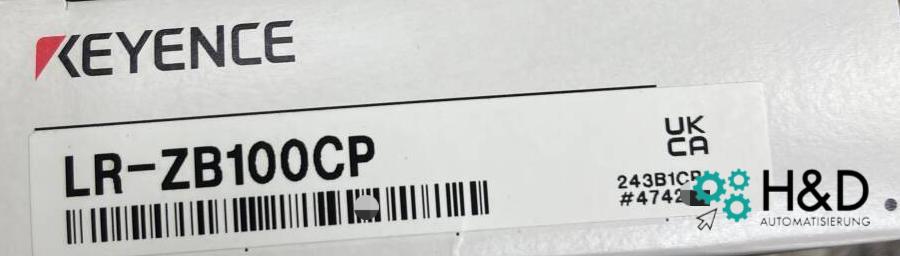 KEYENCE
LR-ZB100CP
UK
CA
H&D
AUTOMATISIERUNG